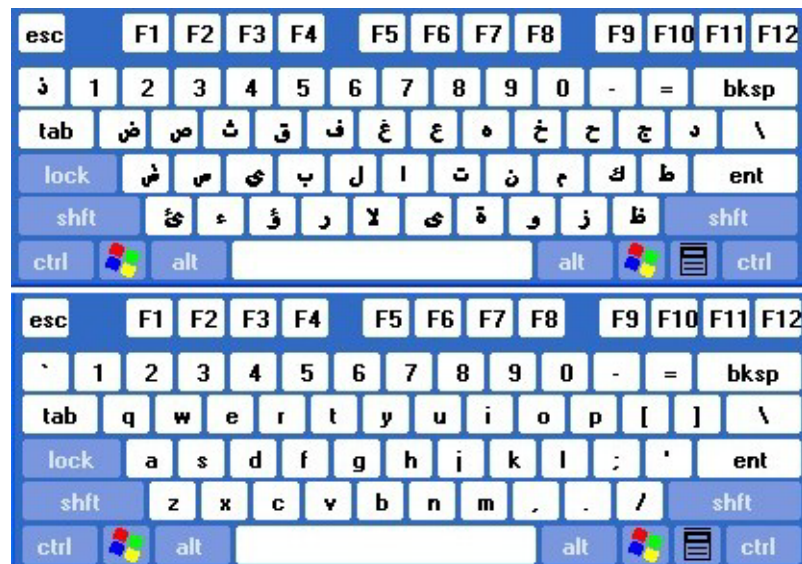 esc F1 F2 F3 F4 F5 F6 F7 F8 F9 F10 F11 F12
ذ 1 2 3 4 5 6 7 8 9 0 - = bksp
tab ض ص ث ق ف غ ع ه خ ح ج د \
lock ش س ي ب ل ا ت ن م ك ط ent
shft ئ ء ؤ ر لا ى ة و ز ظ shft
ctrl alt alt ctrl
esc F1 F2 F3 F4 F5 F6 F7 F8 F9 F10 F11 F12
` 1 2 3 4 5 6 7 8 9 0 - = bksp
tab q w e r t y u i o p [ ] \
lock a s d f g h j k l ; ' ent
shft z x c v b n m , . / shft
ctrl alt alt ctrl